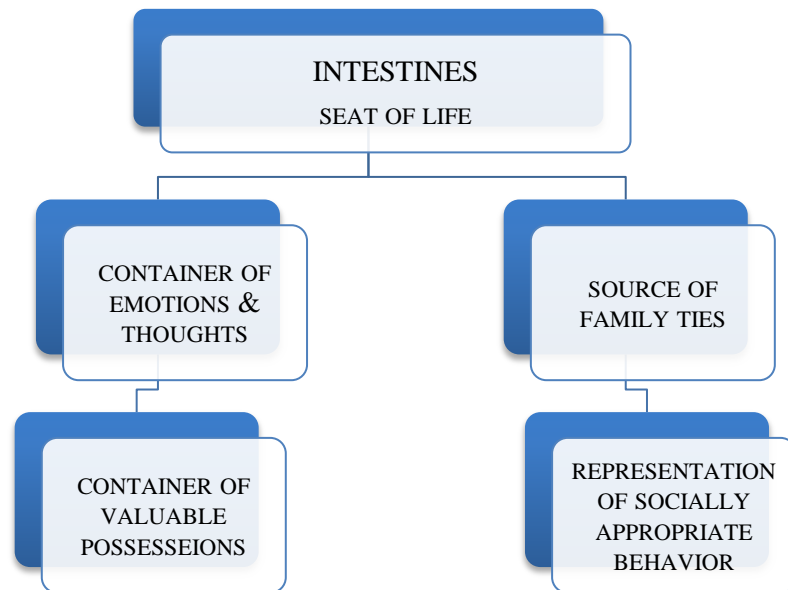 INTESTINES
SEAT OF LIFE
CONTAINER OF
EMOTIONS &
THOUGHTS
SOURCE OF
FAMILY TIES
CONTAINER OF
VALUABLE
POSSESSEIONS
REPRESENTATION
OF SOCIALLY
APPROPRIATE
BEHAVIOR